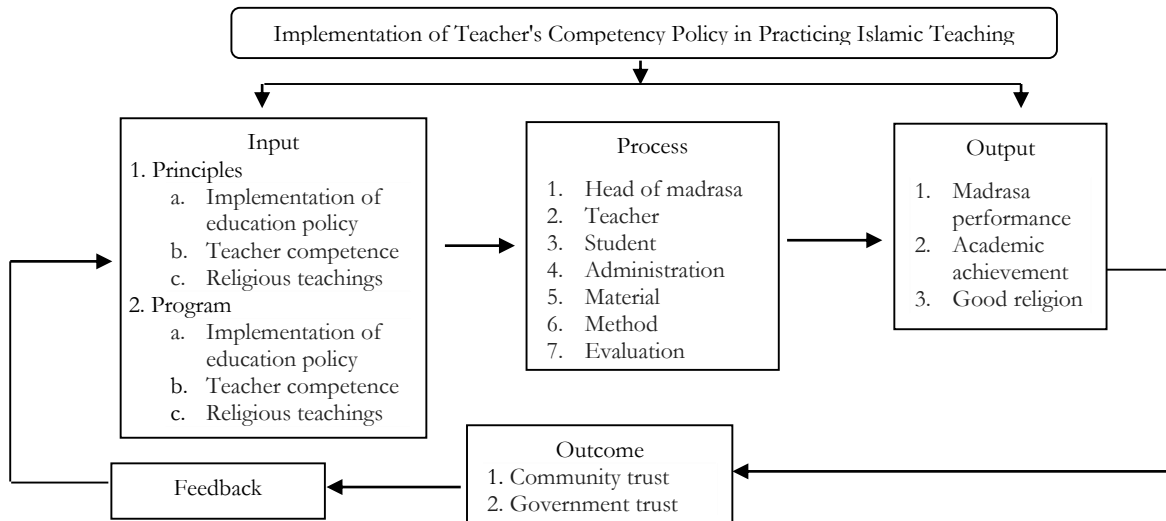 Implementation of Teacher's Competency Policy in Practicing Islamic Teaching
Input
1. Principles
a. Implementation of
education policy
b. Teacher competence
c. Religious teachings
2. Program
a. Implementation of
education policy
b. Teacher competence
c. Religious teachings
Process
1. Head of madrasa
2. Teacher
3. Student
4. Administration
5. Material
6. Method
7. Evaluation
Output
1. Madrasa
performance
2. Academic
achievement
3. Good religion
Outcome
1. Community trust
2. Government trust
Feedback